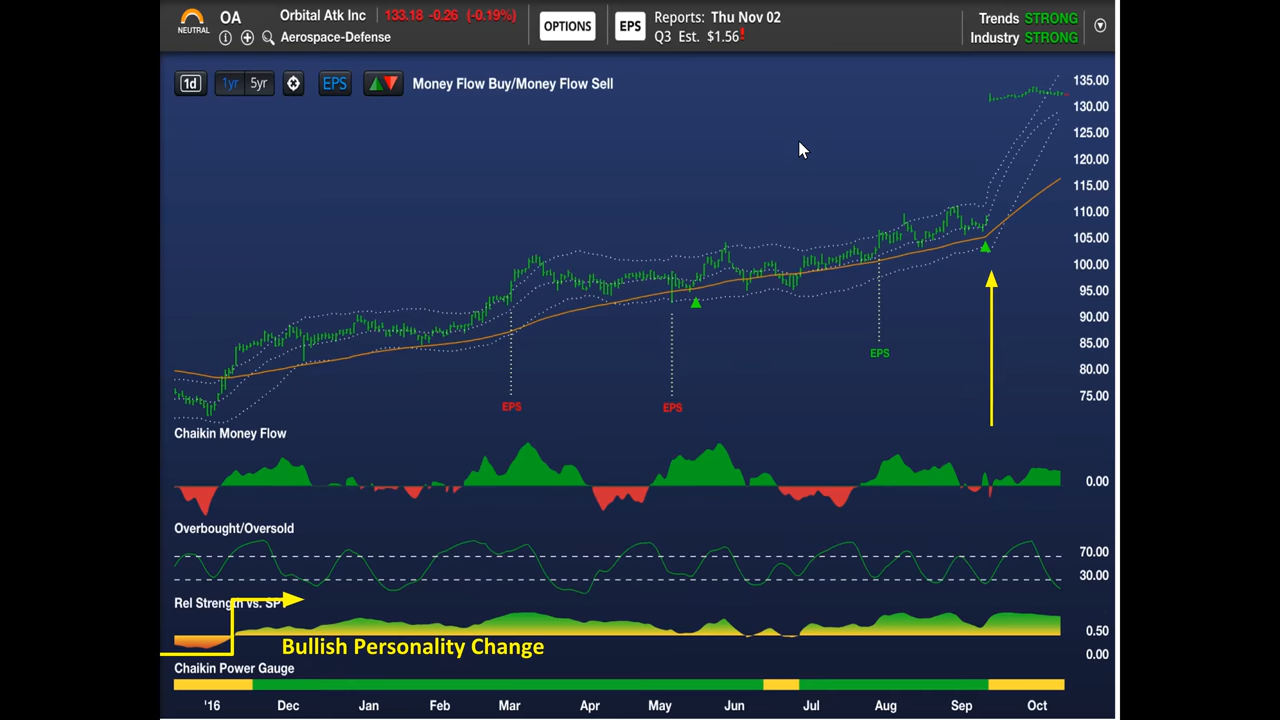 NEUTRAL
OA
Orbital Atk Inc
133.18 -0.26 (-0.19%)
Aerospace-Defense
OPTIONS
EPS
Reports: Thu Nov 02
Q3 Est. $1.56!
Trends STRONG
Industry STRONG
1d
1yr 5yr
EPS
Money Flow Buy/Money Flow Sell
135.00
130.00
125.00
120.00
115.00
110.00
105.00
100.00
95.00
90.00
85.00
80.00
75.00
EPS
EPS
EPS
Chaikin Money Flow
0.00
Overbought/Oversold
70.00
30.00
Rel Strength vs. SP
0.50
0.00
Bullish Personality Change
Chaikin Power Gauge
'16 Dec Jan Feb Mar Apr May Jun Jul Aug Sep Oct